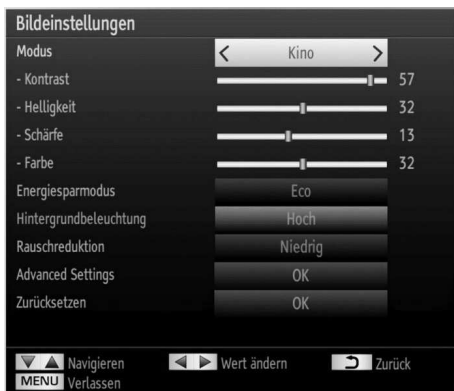 Bildeinstellungen
Modus Kino
- Kontrast 57
- Helligkeit 32
- Schärfe 13
- Farbe 32
Energiesparmodus Eco
Hintergrundbeleuchtung Hoch
Rauschreduktion Niedrig
Advanced Settings OK
Zurücksetzen OK
Navigieren Wert ändern Zurück
MENU Verlassen